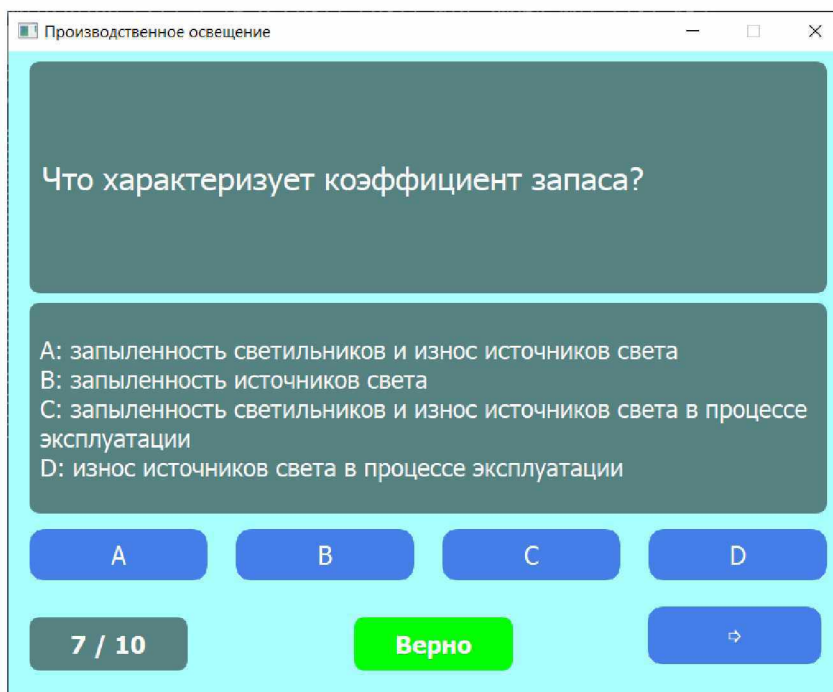 Производственное освещение
Что характеризует коэффициент запаса?
A: запыленность светильников и износ источников света
B: запыленность источников света
C: запыленность светильников и износ источников света в процессе
эксплуатации
D: износ источников света в процессе эксплуатации
A
B
C
D
7 / 10
Верно
⇨